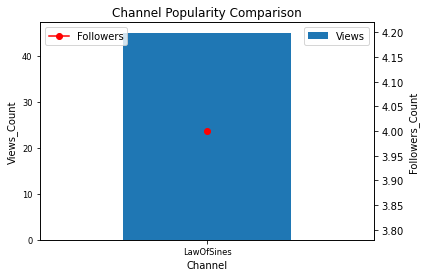 Channel Popularity Comparison
Followers
Views
40
30
20
10
0
Views_Count
4.20
4.15
4.10
4.05
4.00
3.95
3.90
3.85
3.80
Followers_Count
LawOfSines
Channel